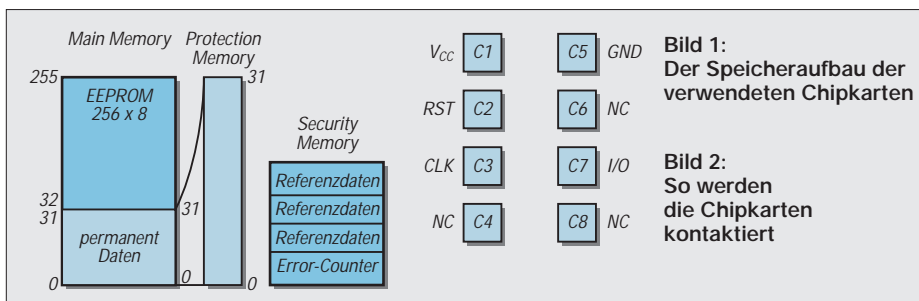 Main Memory
Protection
Memory
255
EEPROM
256 x 8
32
31
permanent
Daten
0
31
31
0
0
Security
Memory
Referenzdaten
Referenzdaten
Referenzdaten
Error-Counter
VCC C1
C5 GND
RST C2
C6 NC
CLK C3
C7 I/O
NC C4
C8 NC
Bild 1:
Der Speicheraufbau der
verwendeten Chipkarten
Bild 2:
So werden
die Chipkarten
kontaktiert